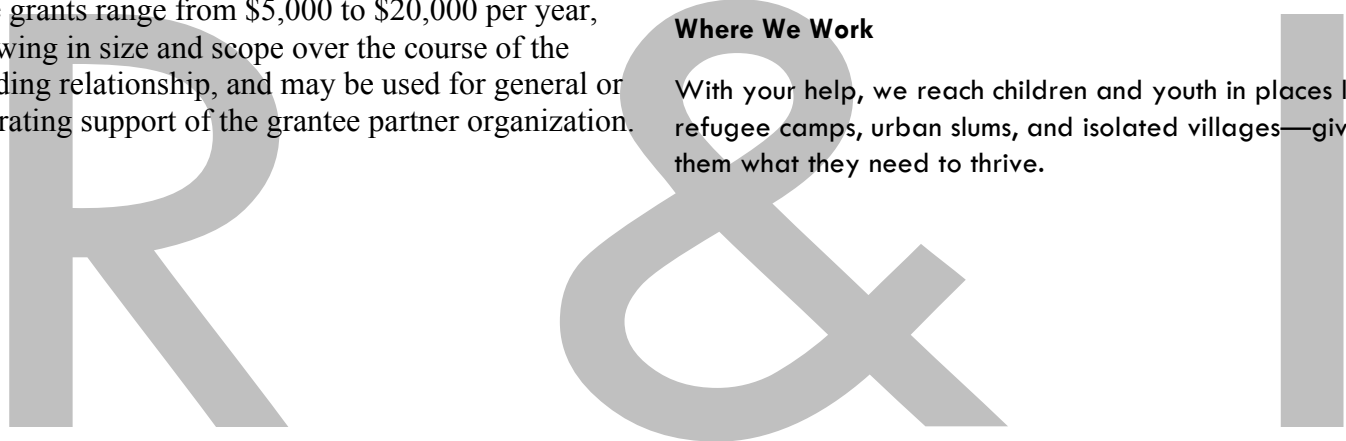 grants range from $5,000 to $20,000 per year,
wing in size and scope over the course of the
ding relationship, and may be used for general or
rating support of the grantee partner organization.
Where We Work
With your help, we reach children and youth in places l
refugee camps, urban slums, and isolated villages—giv
them what they need to thrive.
R & I